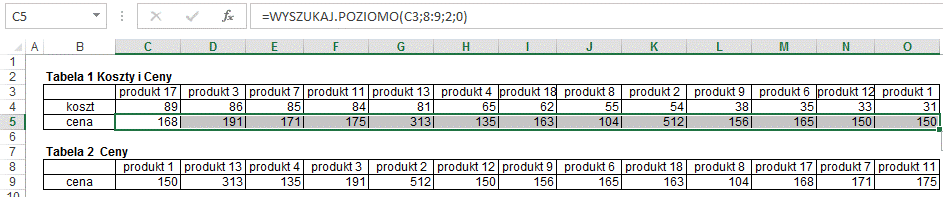 C5 fx =WYSZUKAJ.POZIOMO(C3;8:9;2;0)
A B C D E F G H I J K L M N O
1
2 Tabela 1 Koszty i Ceny
3 produkt 17 produkt 3 produkt 7 produkt 11 produkt 13 produkt 4 produkt 18 produkt 8 produkt 2 produkt 9 produkt 6 produkt 12 produkt 1
4 koszt 89 86 85 84 81 65 62 55 54 38 35 33 31
5 cena 168 191 171 175 313 135 163 104 512 156 165 150 150
6
7 Tabela 2  Ceny
8 produkt 1 produkt 13 produkt 4 produkt 3 produkt 2 produkt 12 produkt 9 produkt 6 produkt 18 produkt 8 produkt 17 produkt 7 produkt 11
9 cena 150 313 135 191 512 150 156 165 163 104 168 171 175
10